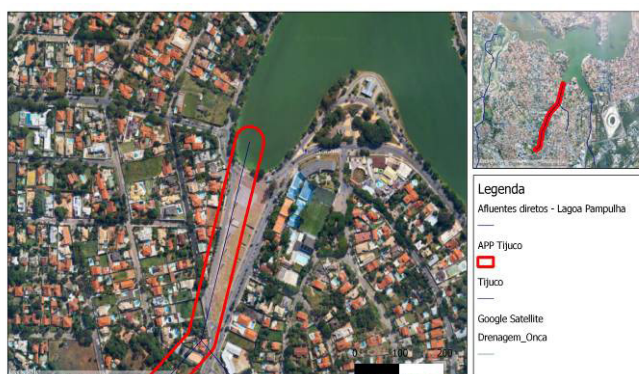 0 100 200
Legenda
Afluentes diretos - Lagoa Pampulha
APP Tijuco
Tijuco
Google Satellite
Drenagem_Onca